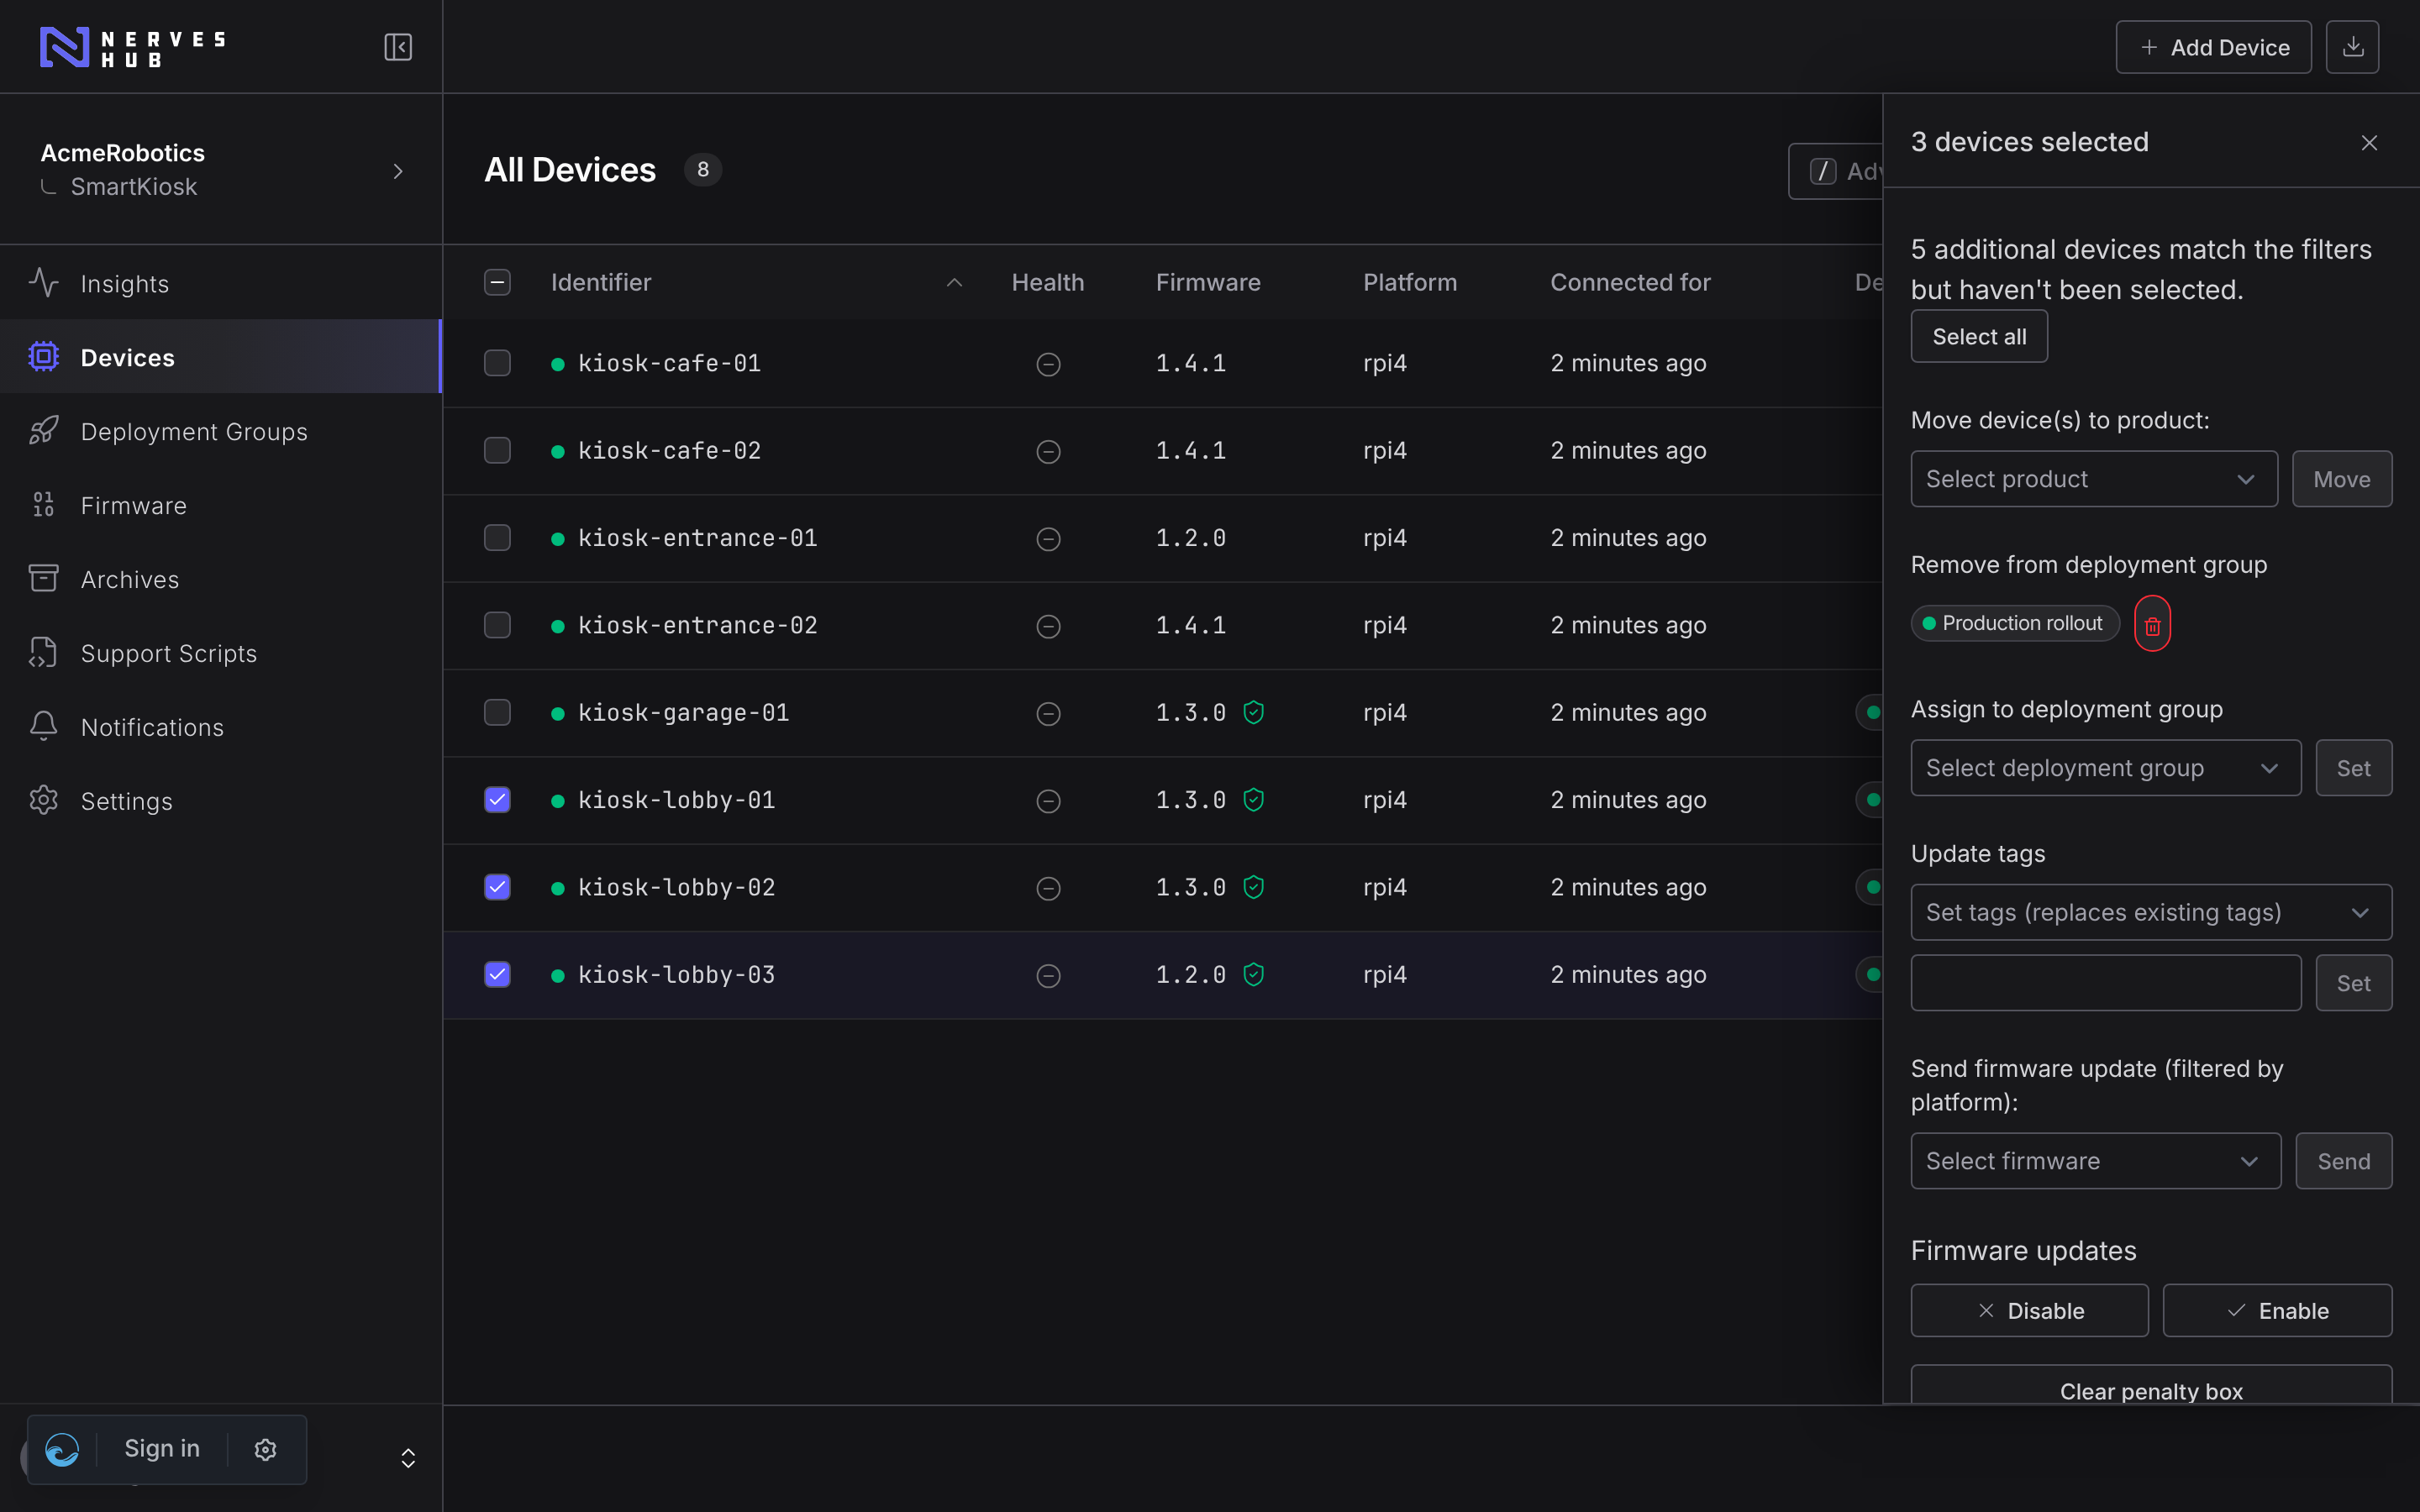 NERVES
HUB
Add Device
AcmeRobotics
SmartKiosk
All Devices 8
/
3 devices selected
Insights
Devices
Deployment Groups
Firmware
Archives
Support Scripts
Notifications
Settings
Identifier Health Firmware Platform Connected for
kiosk-cafe-01 1.4.1 rpi4 2 minutes ago
kiosk-cafe-02 1.4.1 rpi4 2 minutes ago
kiosk-entrance-01 1.2.0 rpi4 2 minutes ago
kiosk-entrance-02 1.4.1 rpi4 2 minutes ago
kiosk-garage-01 1.3.0 rpi4 2 minutes ago
kiosk-lobby-01 1.3.0 rpi4 2 minutes ago
kiosk-lobby-02 1.3.0 rpi4 2 minutes ago
kiosk-lobby-03 1.2.0 rpi4 2 minutes ago
5 additional devices match the filters
but haven't been selected.
Select all
Move device(s) to product:
Select product Move
Remove from deployment group
Production rollout
Assign to deployment group
Select deployment group Set
Update tags
Set tags (replaces existing tags)
Set
Send firmware update (filtered by
platform):
Select firmware Send
Firmware updates
Disable Enable
Clear penalty box
Sign in